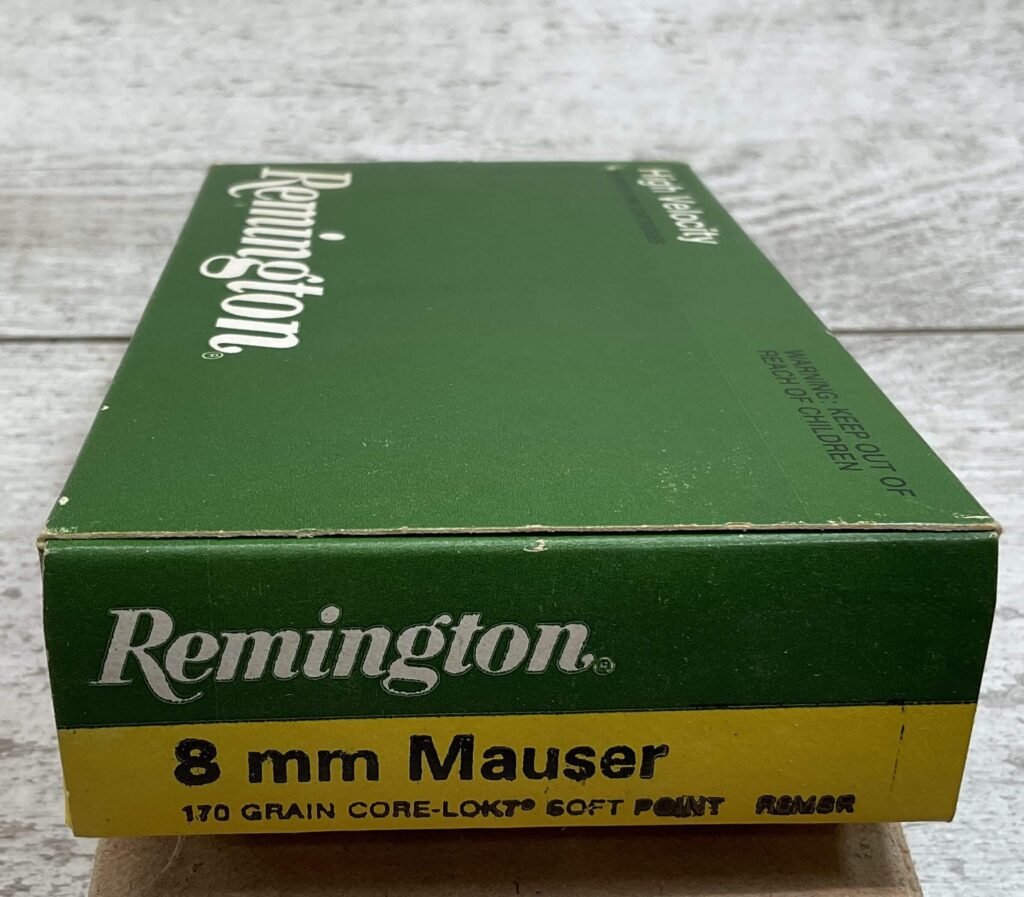 Remington®
High Velocity
WARNING: KEEP OUT OF
REACH OF CHILDREN
Remington®
8 mm Mauser
170 GRAIN CORE-LOKT® SOFT POINT R8MSR